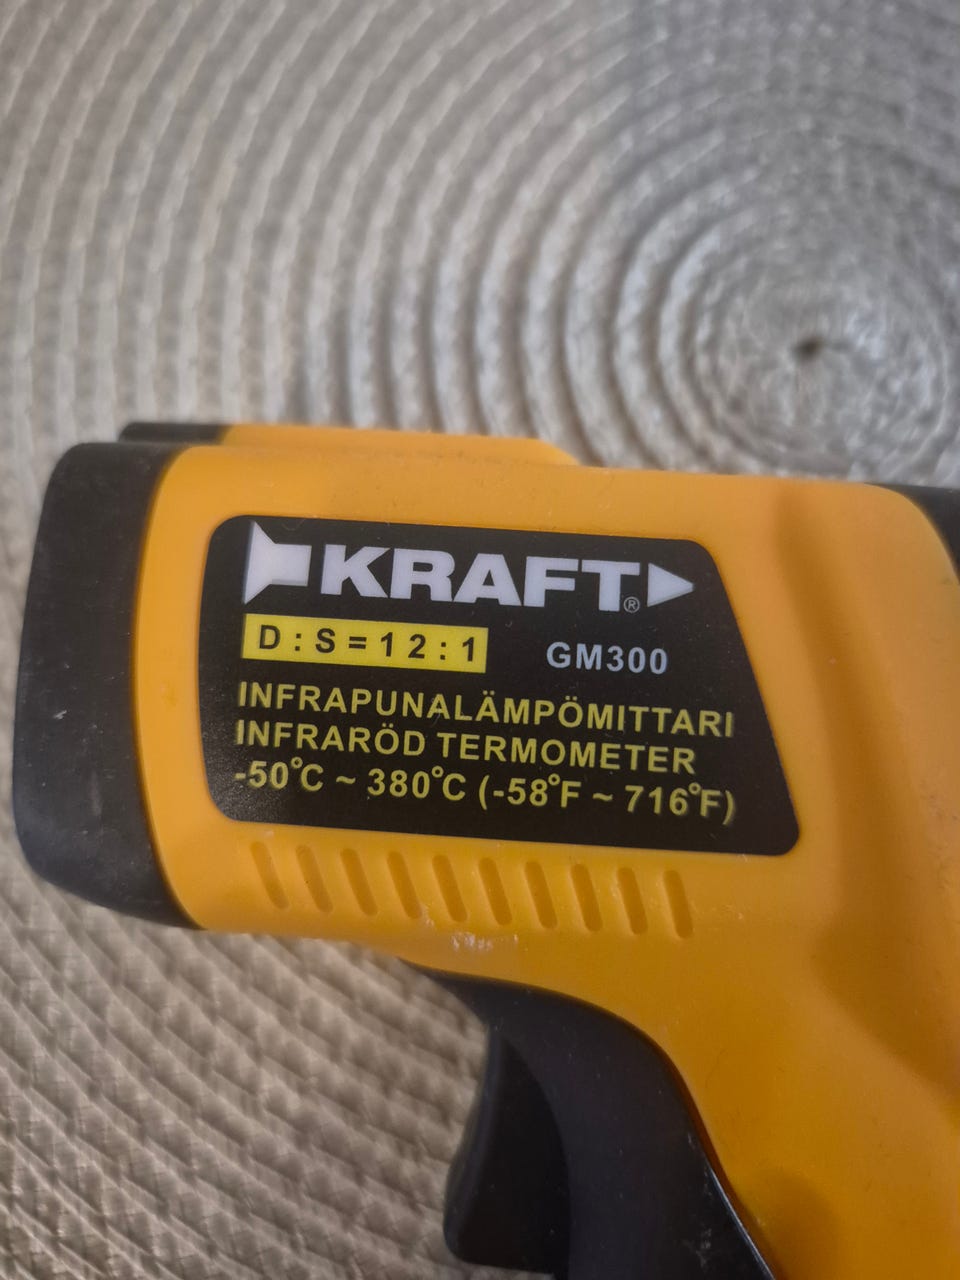 KRAFT®
D:S=12:1
GM300
INFRAPUNALÄMPÖMITTARI
INFRARÖD TERMOMETER
-50°C ~ 380°C (-58°F ~ 716°F)